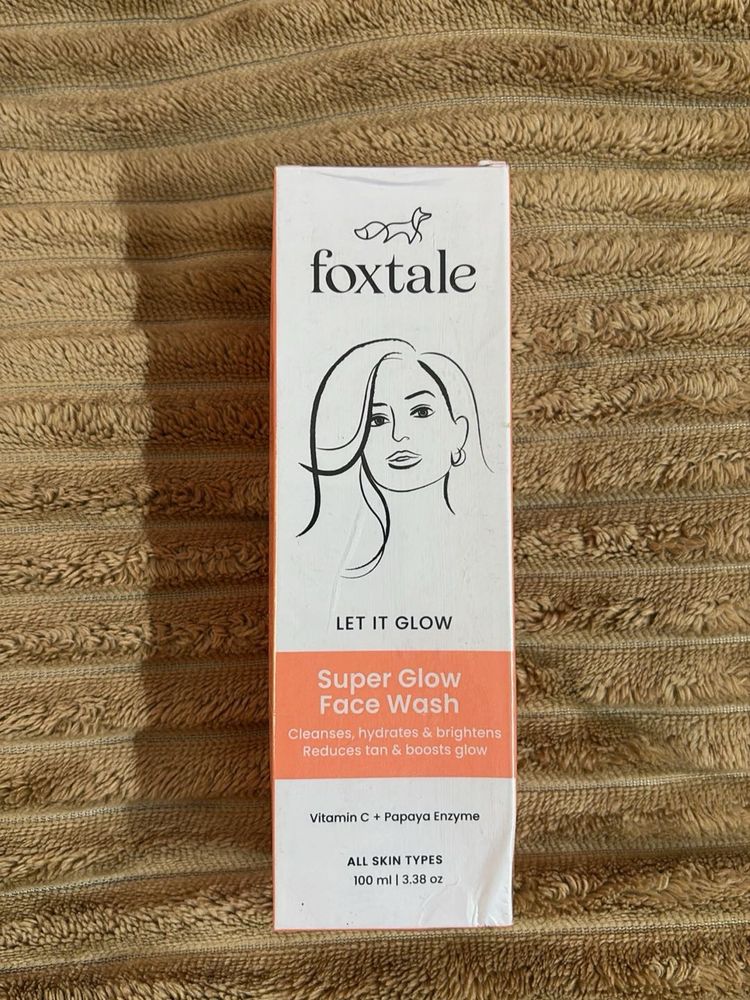 foxtale
LET IT GLOW
Super Glow
Face Wash
Cleanses, hydrates & brightens
Reduces tan & boosts glow
Vitamin C + Papaya Enzyme
ALL SKIN TYPES
100 ml | 3.38 oz